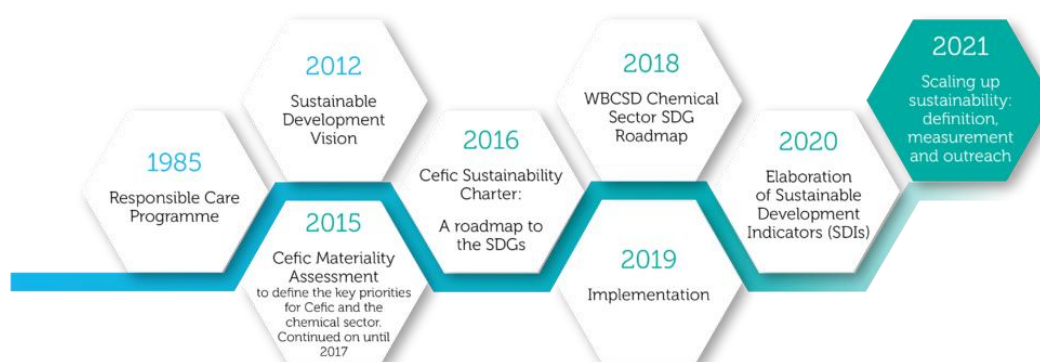 1985
Responsible Care
Programme
2012
Sustainable
Development
Vision
2015
Cefic Materiality
Assessment
to define the key priorities
for Cefic and the
chemical sector.
Continued on until
2017
2016
Cefic Sustainability
Charter:
A roadmap to
the SDGs
2018
WBCSD Chemical
Sector SDG
Roadmap
2019
Implementation
2020
Elaboration
of Sustainable
Development
Indicators (SDIs)
2021
Scaling up
sustainability:
definition,
measurement
and outreach